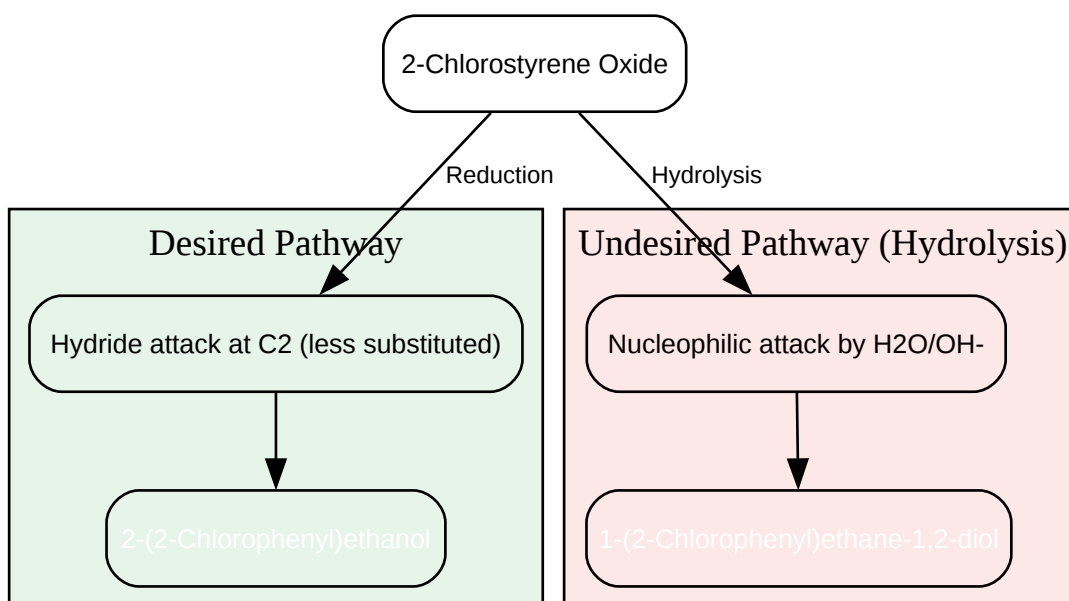 2-Chlorostyrene Oxide
Reduction
Hydrolysis
Desired Pathway
Undesired Pathway (Hydrolysis)
Hydride attack at C2 (less substituted)
Nucleophilic attack by H2O/OH-
2-(2-Chlorophenyl)ethanol
1-(2-Chlorophenyl)ethane-1,2-diol